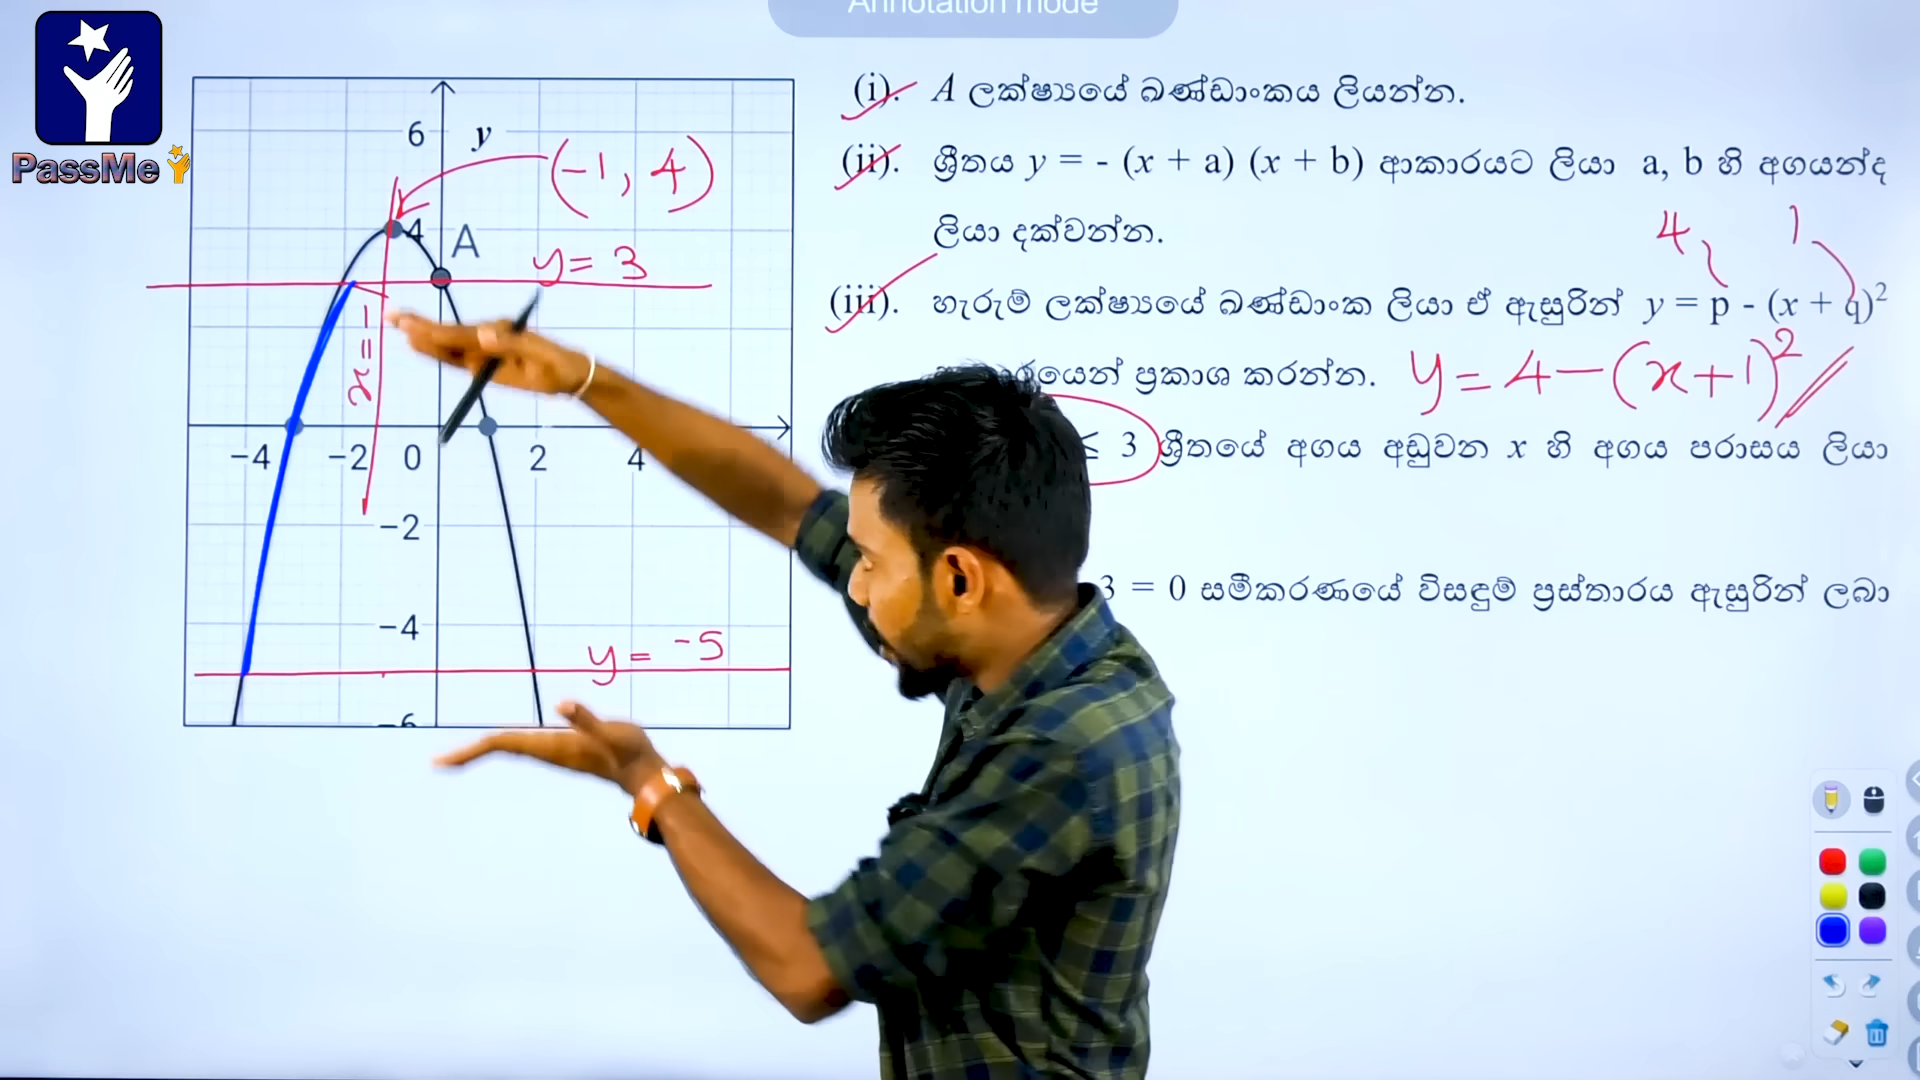 Annotation mode
PassMe
6
y
(-1, 4)
4
A
y = 3
x = -
-4
-2
0
2
4
-2
-4
y = -5
-6
(i). A ලක්ෂ්‍යයේ ඛණ්ඩාංකය ලියන්න.
(ii). ශ්‍රිතය y = - (x + a) (x + b) ආකාරයට ලියා a, b හි අගයන්ද
ලියා දක්වන්න.
4 1
(iii). හැරුම් ලක්ෂ්‍යයේ ඛණ්ඩාංක ලියා ඒ ඇසුරින් y = p - (x + q)²
ප්‍රකාශ කරන්න. y = 4 - (x + 1)²
≤ 3 ශ්‍රිතයේ අගය අඩුවන x හි අගය පරාසය ලියා
3 = 0 සමීකරණයේ විසඳුම් ප්‍රස්තාරය ඇසුරින් ලබා